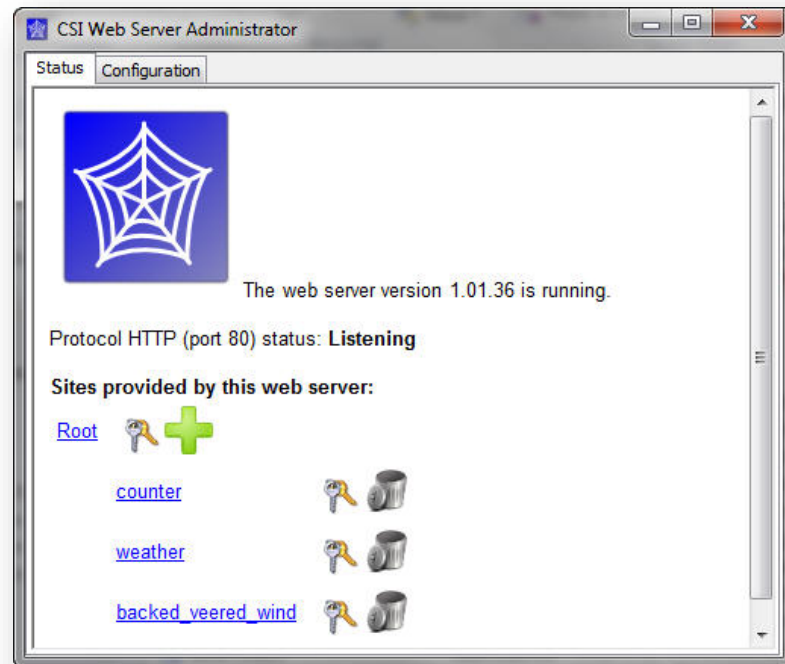 CSI Web Server Administrator
Status Configuration
The web server version 1.01.36 is running.
Protocol HTTP (port 80) status: Listening
Sites provided by this web server:
Root
counter
weather
backed_veered_wind